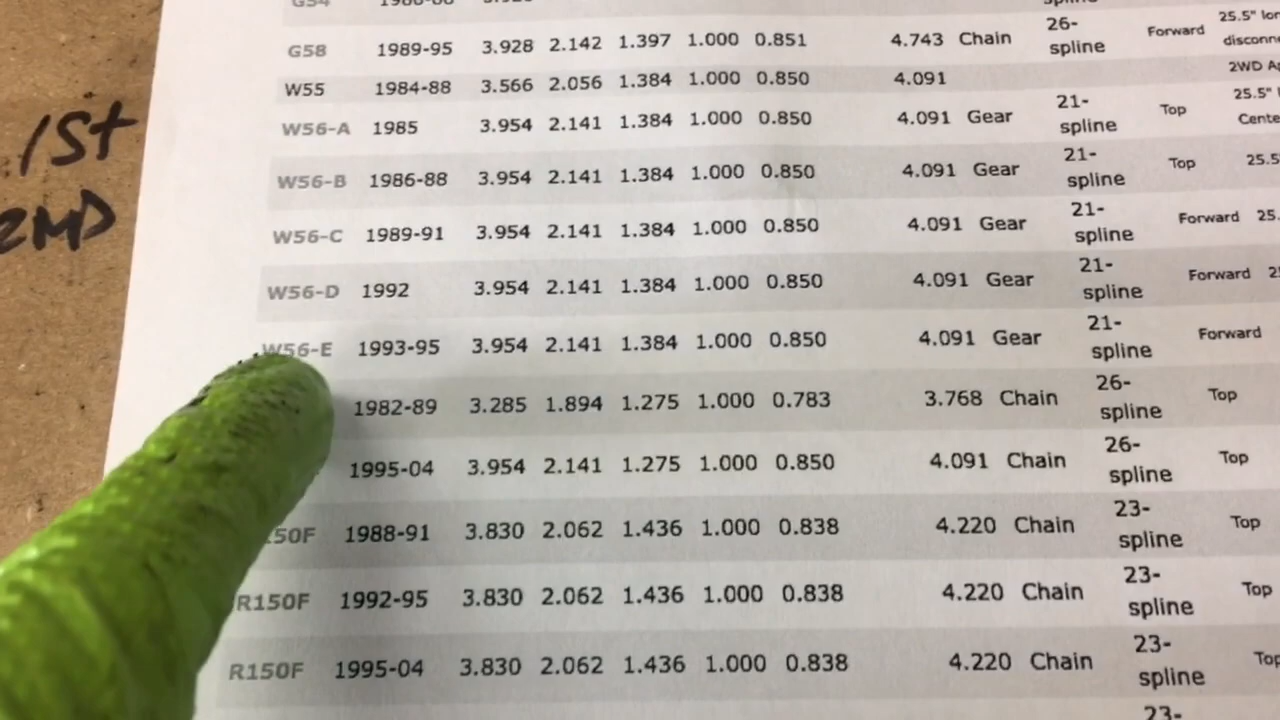 G54 1986-88
G58 1989-95 3.928 2.142 1.397 1.000 0.851 4.743 Chain 26-spline Forward 25.5"
W55 1984-88 3.566 2.056 1.384 1.000 0.850 4.091 2WD
W56-A 1985 3.954 2.141 1.384 1.000 0.850 4.091 Gear 21-spline Top 25.5"
1St
W56-B 1986-88 3.954 2.141 1.384 1.000 0.850 4.091 Gear 21-spline Top 25.5
2MD
W56-C 1989-91 3.954 2.141 1.384 1.000 0.850 4.091 Gear 21-spline Forward 25.
W56-D 1992 3.954 2.141 1.384 1.000 0.850 4.091 Gear 21-spline Forward
W56-E 1993-95 3.954 2.141 1.384 1.000 0.850 4.091 Gear 21-spline Forward
1982-89 3.285 1.894 1.275 1.000 0.783 3.768 Chain 26-spline Top
1995-04 3.954 2.141 1.275 1.000 0.850 4.091 Chain 26-spline Top
150F 1988-91 3.830 2.062 1.436 1.000 0.838 4.220 Chain 23-spline Top
R150F 1992-95 3.830 2.062 1.436 1.000 0.838 4.220 Chain 23-spline Top
R150F 1995-04 3.830 2.062 1.436 1.000 0.838 4.220 Chain 23-spline Top
23-